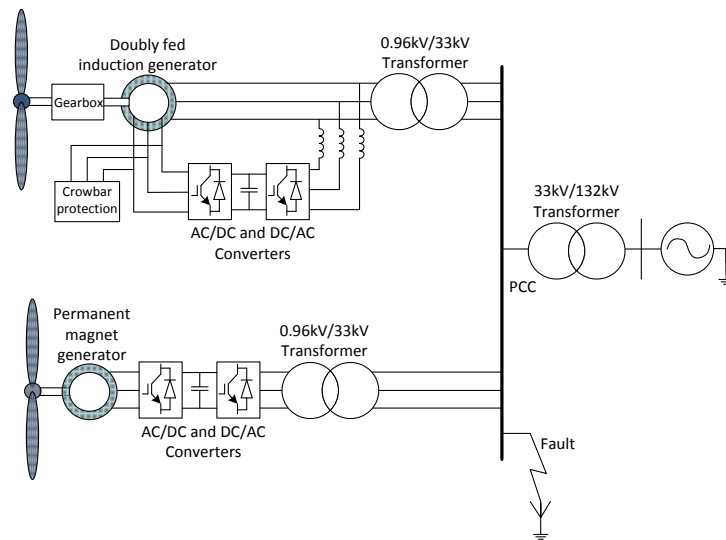 Doubly fed
induction generator
0.96kV/33kV
Transformer
Gearbox
Crowbar
protection
AC/DC and DC/AC
Converters
33kV/132kV
Transformer
PCC
Permanent
magnet
generator
0.96kV/33kV
Transformer
AC/DC and DC/AC
Converters
Fault